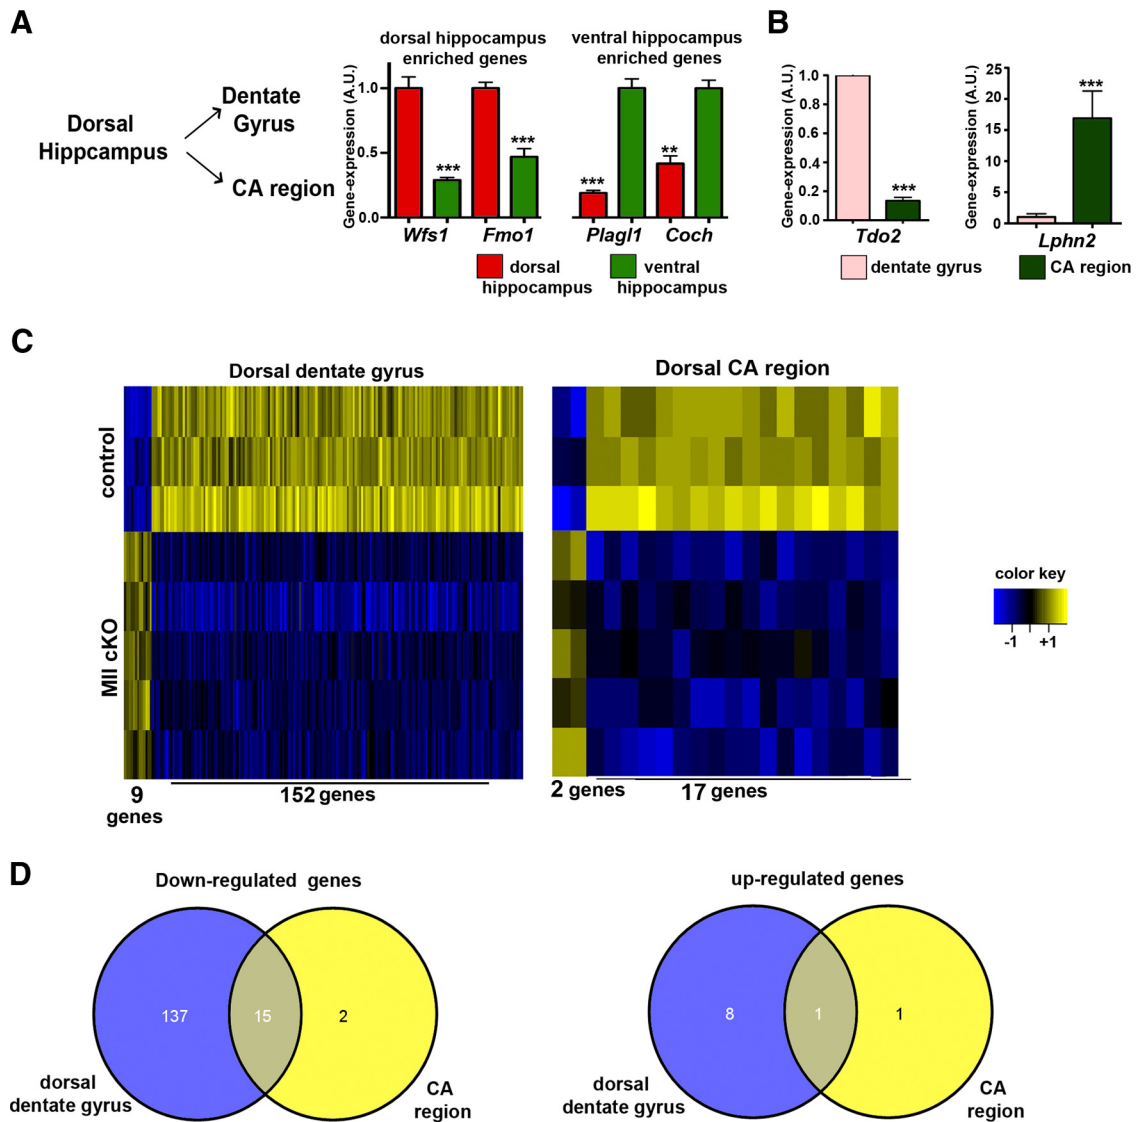 A
Dorsal
Hippcampus
Dentate
Gyrus
CA region
dorsal hippocampus
enriched genes
ventral hippocampus
enriched genes
Gene-expression (A.U.)
1.0
0.5
0.0
***
***
***
**
Wfs1
Fmo1
Plagl1
Coch
dorsal
hippocampus
ventral
hippocampus
B
Gene-expression (A.U.)
1.0
0.8
0.6
0.4
0.2
0.0
***
Tdo2
Gene-expression (A.U.)
25
20
15
10
5
0
***
Lphn2
dentate gyrus
CA region
C
Dorsal dentate gyrus
Dorsal CA region
control
Mll cKO
9
genes
152 genes
2 genes
17 genes
color key
-1
+1
D
Down-regulated genes
137
15
2
dorsal
dentate gyrus
CA
region
up-regulated genes
8
1
1
dorsal
dentate gyrus
CA
region